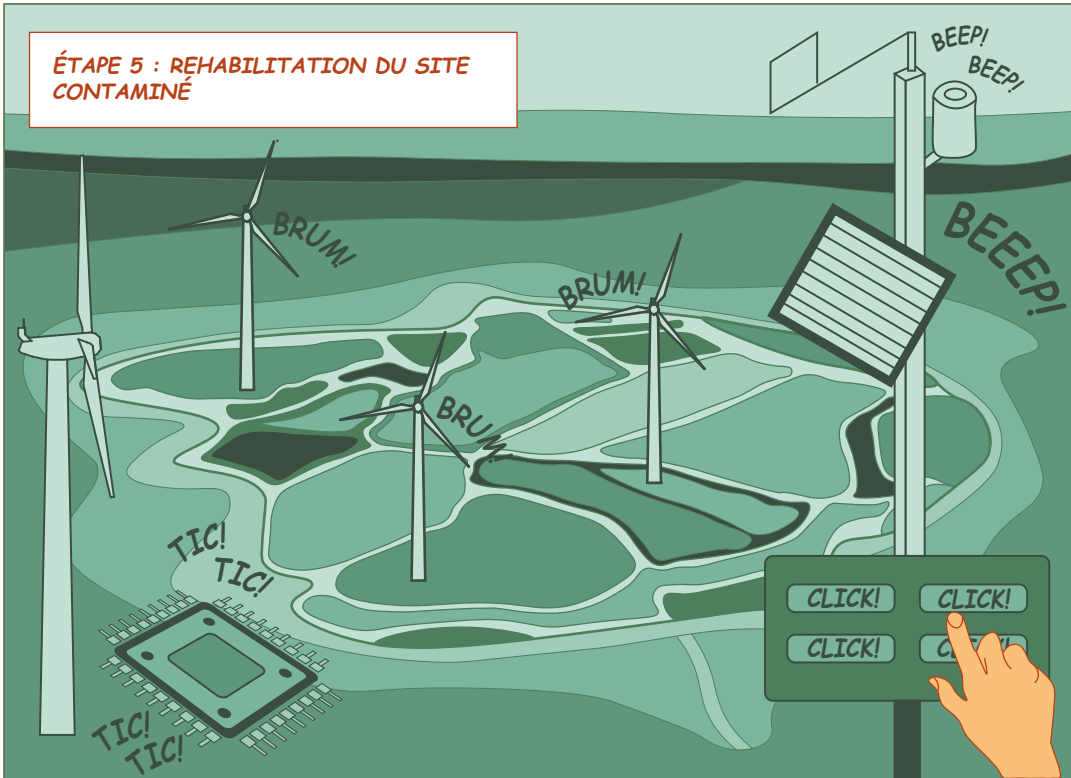 ÉTAPE 5 : REHABILITATION DU SITE
CONTAMINÉ
BEEP!
BEEP!
BRUM!
BEEEP!
BRUM!
BRUM!
TIC!
TIC!
CLICK!
CLICK!
CLICK!
TIC!
TIC!